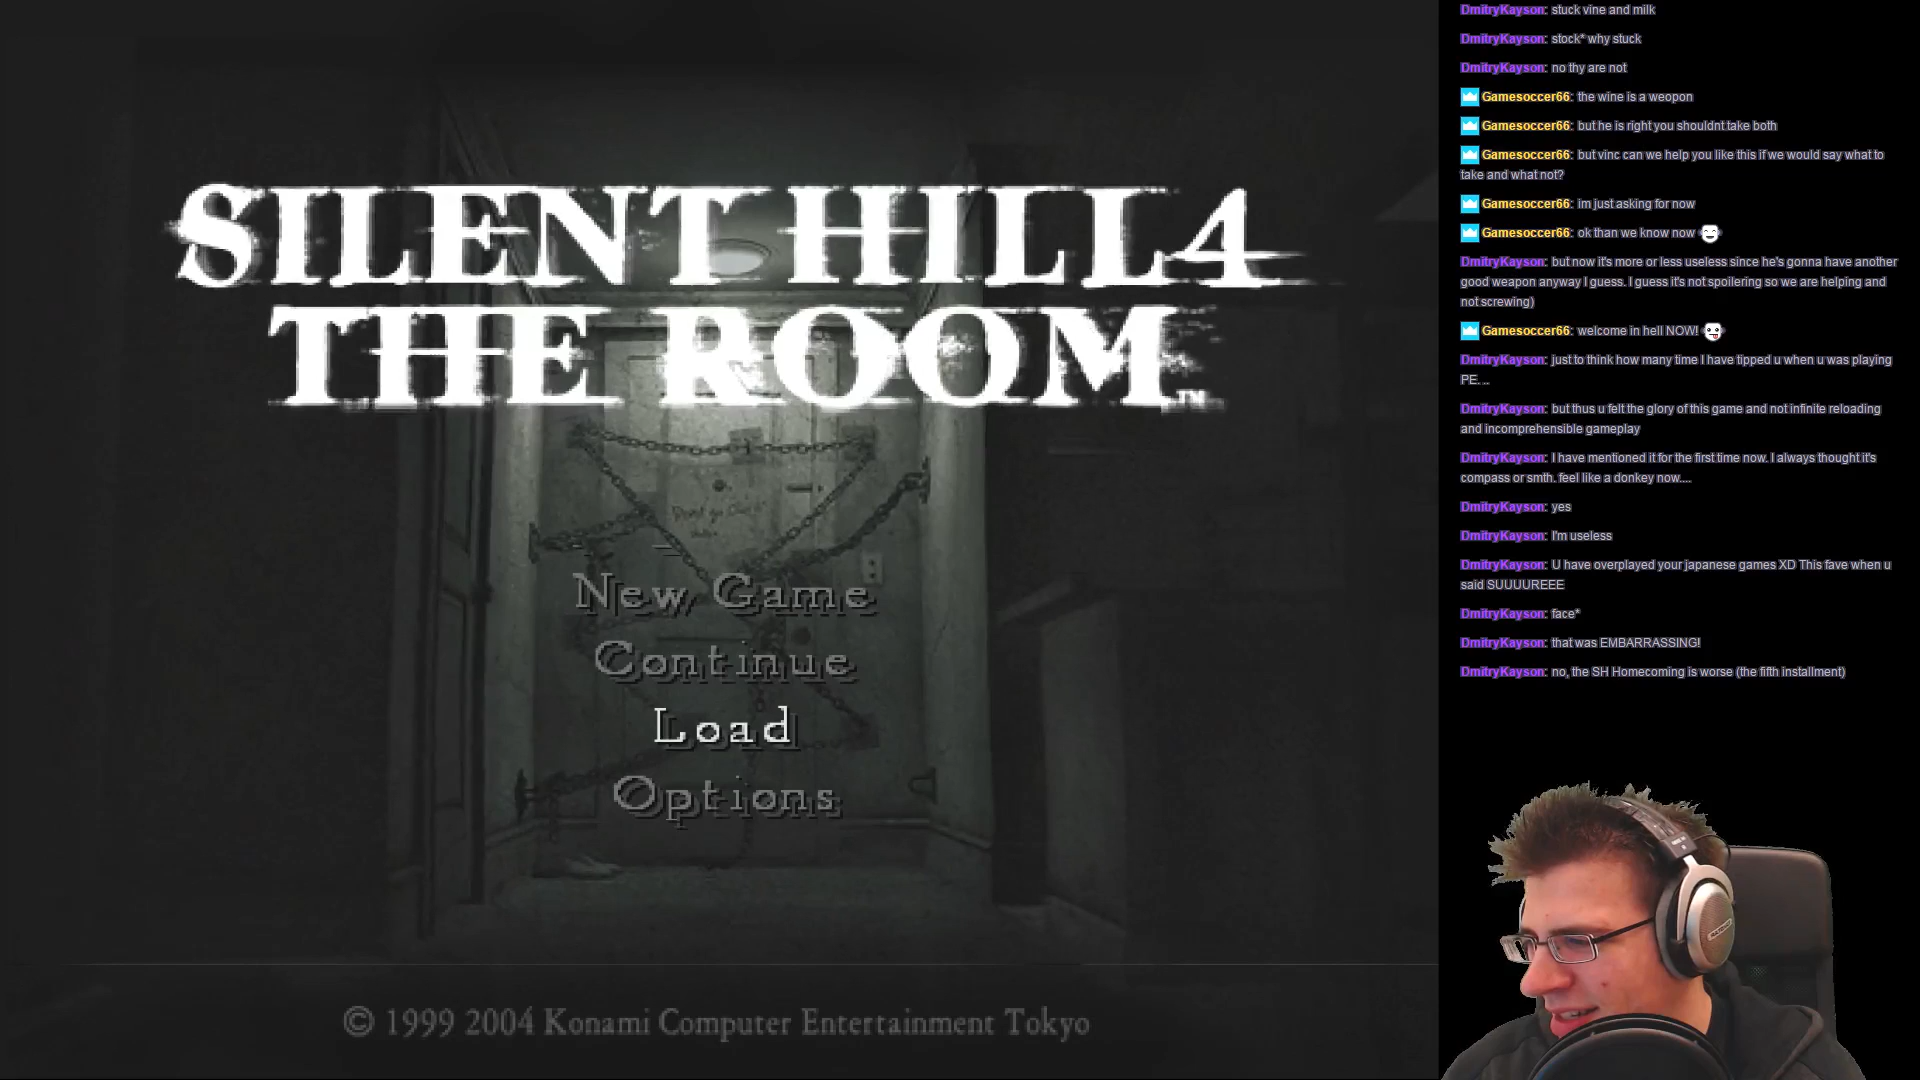 SILENT HILL 4
THE ROOM™
New Game
Continue
Load
Options
© 1999 2004 Konami Computer Entertainment Tokyo
DmitryKayson: stuck vine and milk
DmitryKayson: stock* why stuck
DmitryKayson: no thy are not
Gamesoccer66: the wine is a weopon
Gamesoccer66: but he is right you shouldnt take both
Gamesoccer66: but vinc can we help you like this if we would say what to
take and what not?
Gamesoccer66: im just asking for now
Gamesoccer66: ok than we know now
DmitryKayson: but now it's more or less useless since he's gonna have another
good weapon anyway I guess. I guess it's not spoilering so we are helping and
not screwing)
Gamesoccer66: welcome in hell NOW!
DmitryKayson: just to think how many time I have tipped u when u was playing
PE...
DmitryKayson: but thus u felt the glory of this game and not infinite reloading
and incomprehensible gameplay
DmitryKayson: I have mentioned it for the first time now. I always thought it's
compass or smth. feel like a donkey now....
DmitryKayson: yes
DmitryKayson: I'm useless
DmitryKayson: U have overplayed your japanese games XD This fave when u
said SUUUUREEE
DmitryKayson: face*
DmitryKayson: that was EMBARRASSING!
DmitryKayson: no, the SH Homecoming is worse (the fifth installment)